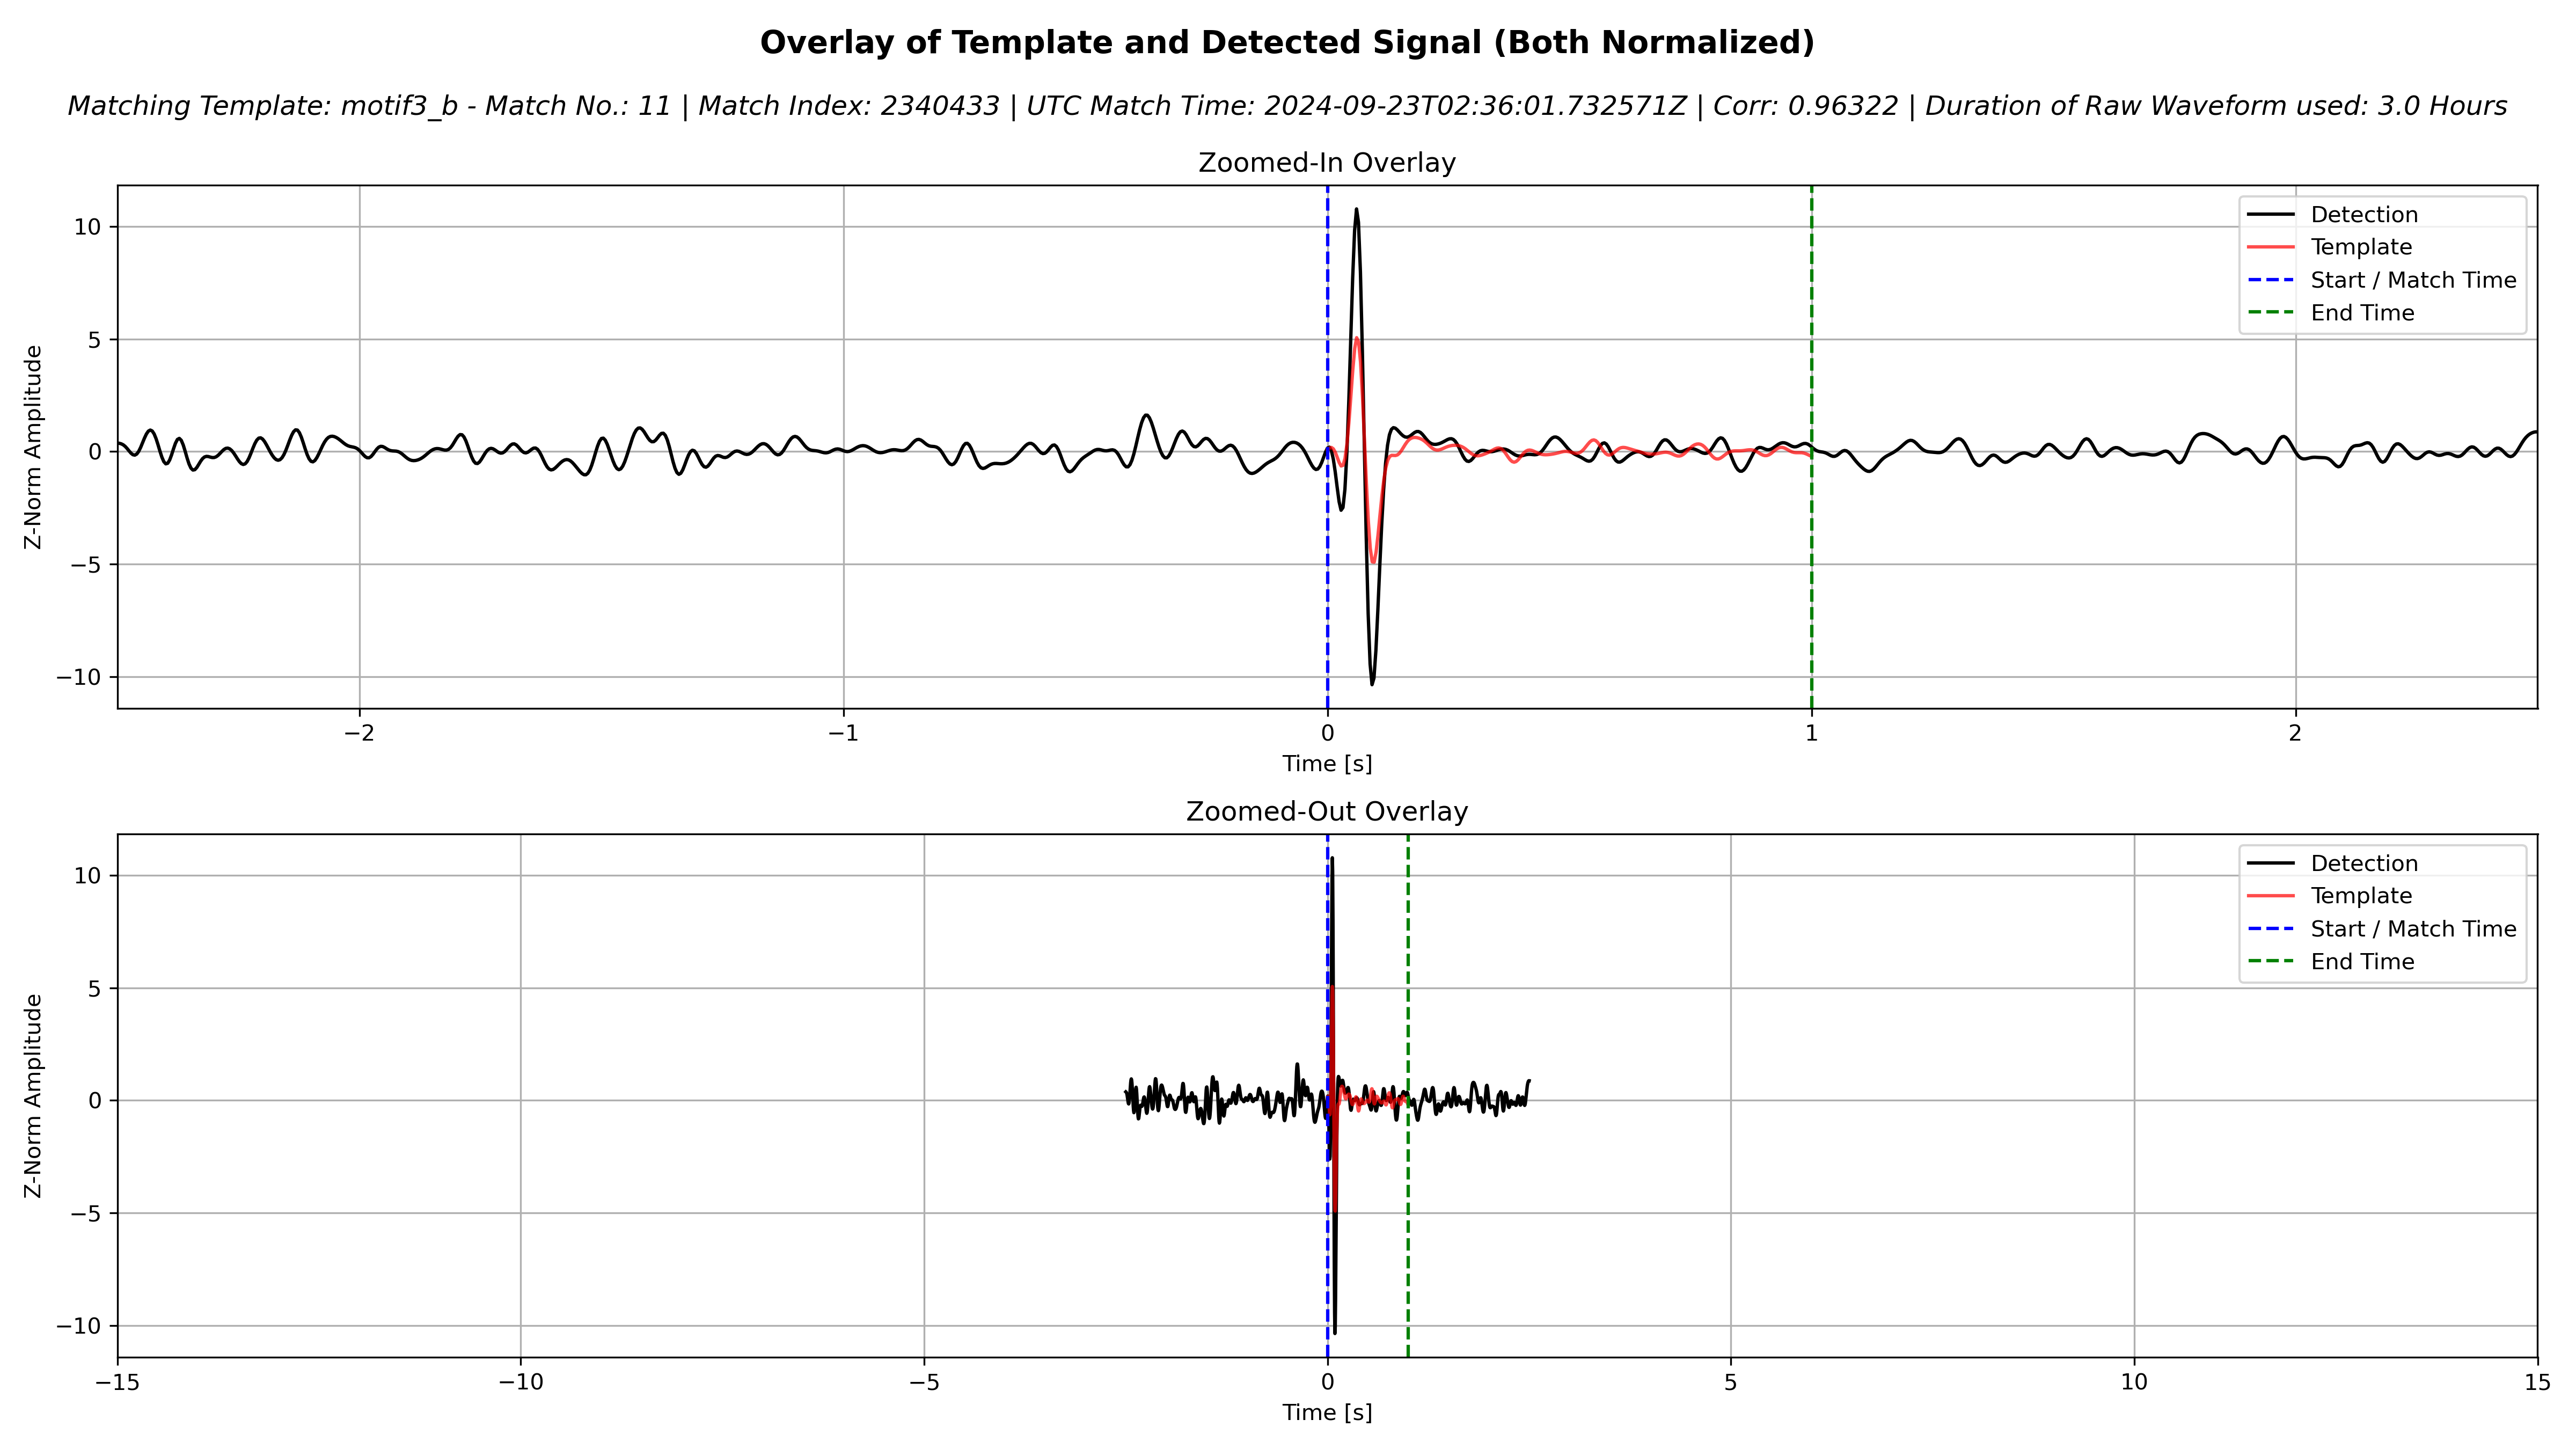 Overlay of Template and Detected Signal (Both Normalized)
Matching Template: motif3_b - Match No.: 11 | Match Index: 2340433 | UTC Match Time: 2024-09-23T02:36:01.732571Z | Corr: 0.96322 | Duration of Raw Waveform used: 3.0 Hours
Zoomed-In Overlay
Z-Norm Amplitude
10
5
0
−5
−10
Detection
Template
Start / Match Time
End Time
−2
−1
0
1
2
Time [s]
Zoomed-Out Overlay
Z-Norm Amplitude
10
5
0
−5
−10
Detection
Template
Start / Match Time
End Time
−15
−10
−5
0
5
10
15
Time [s]